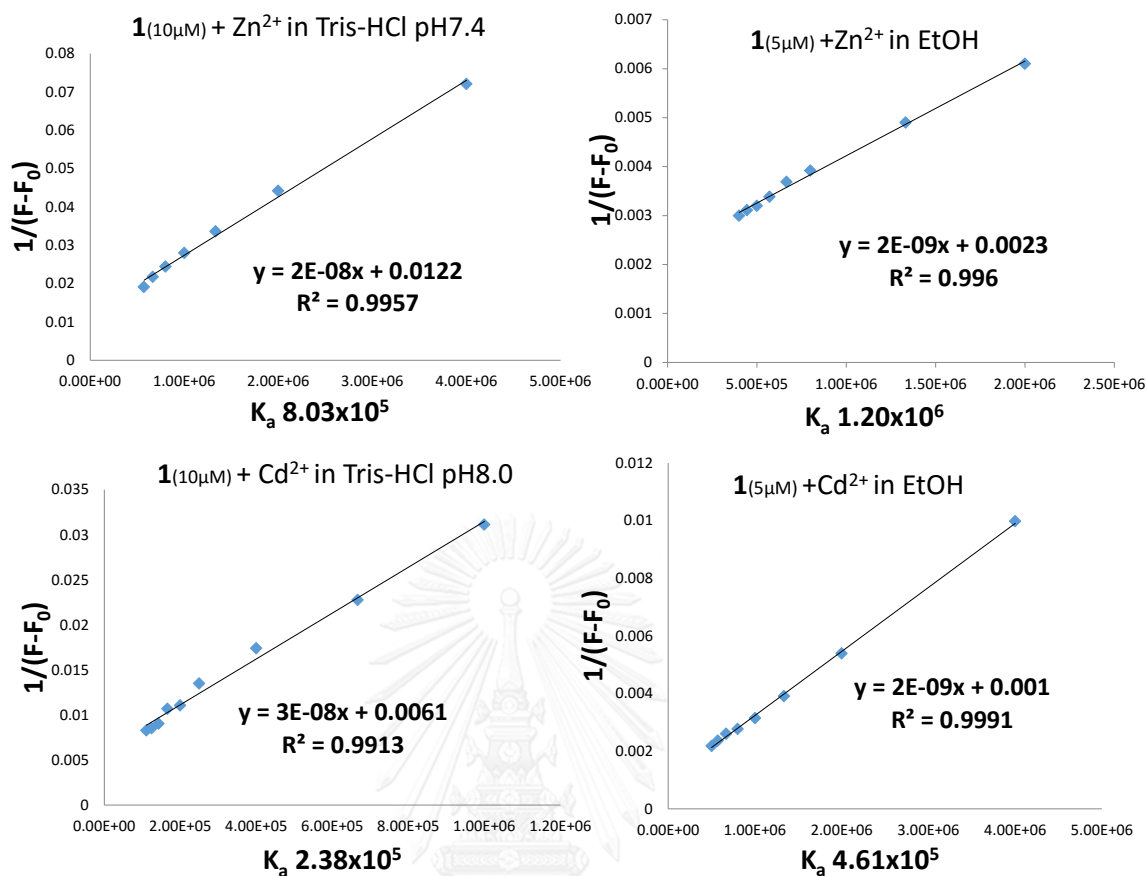 1(10μM) + Zn²⁺ in Tris-HCl pH7.4
0.08
0.07
0.06
0.05
0.04
0.03
0.02
0.01
0
1/(F-F₀)
y = 2E-08x + 0.0122
R² = 0.9957
0.00E+00 1.00E+06 2.00E+06 3.00E+06 4.00E+06 5.00E+06
Kₐ 8.03x10⁵
1(5μM) +Zn²⁺ in EtOH
0.007
0.006
0.005
0.004
0.003
0.002
0.001
0
1/(F-F₀)
y = 2E-09x + 0.0023
R² = 0.996
0.00E+00 5.00E+05 1.00E+06 1.50E+06 2.00E+06 2.50E+06
Kₐ 1.20x10⁶
1(10μM) + Cd²⁺ in Tris-HCl pH8.0
0.035
0.03
0.025
0.02
0.015
0.01
0.005
0
1/(F-F₀)
y = 3E-08x + 0.0061
R² = 0.9913
0.00E+00 2.00E+05 4.00E+05 6.00E+05 8.00E+05 1.00E+06 1.20E+06
Kₐ 2.38x10⁵
1(5μM) +Cd²⁺ in EtOH
0.012
0.01
0.008
0.006
0.004
0.002
0
1/(F-F₀)
y = 2E-09x + 0.001
R² = 0.9991
0.00E+00 1.00E+06 2.00E+06 3.00E+06 4.00E+06 5.00E+06
Kₐ 4.61x10⁵